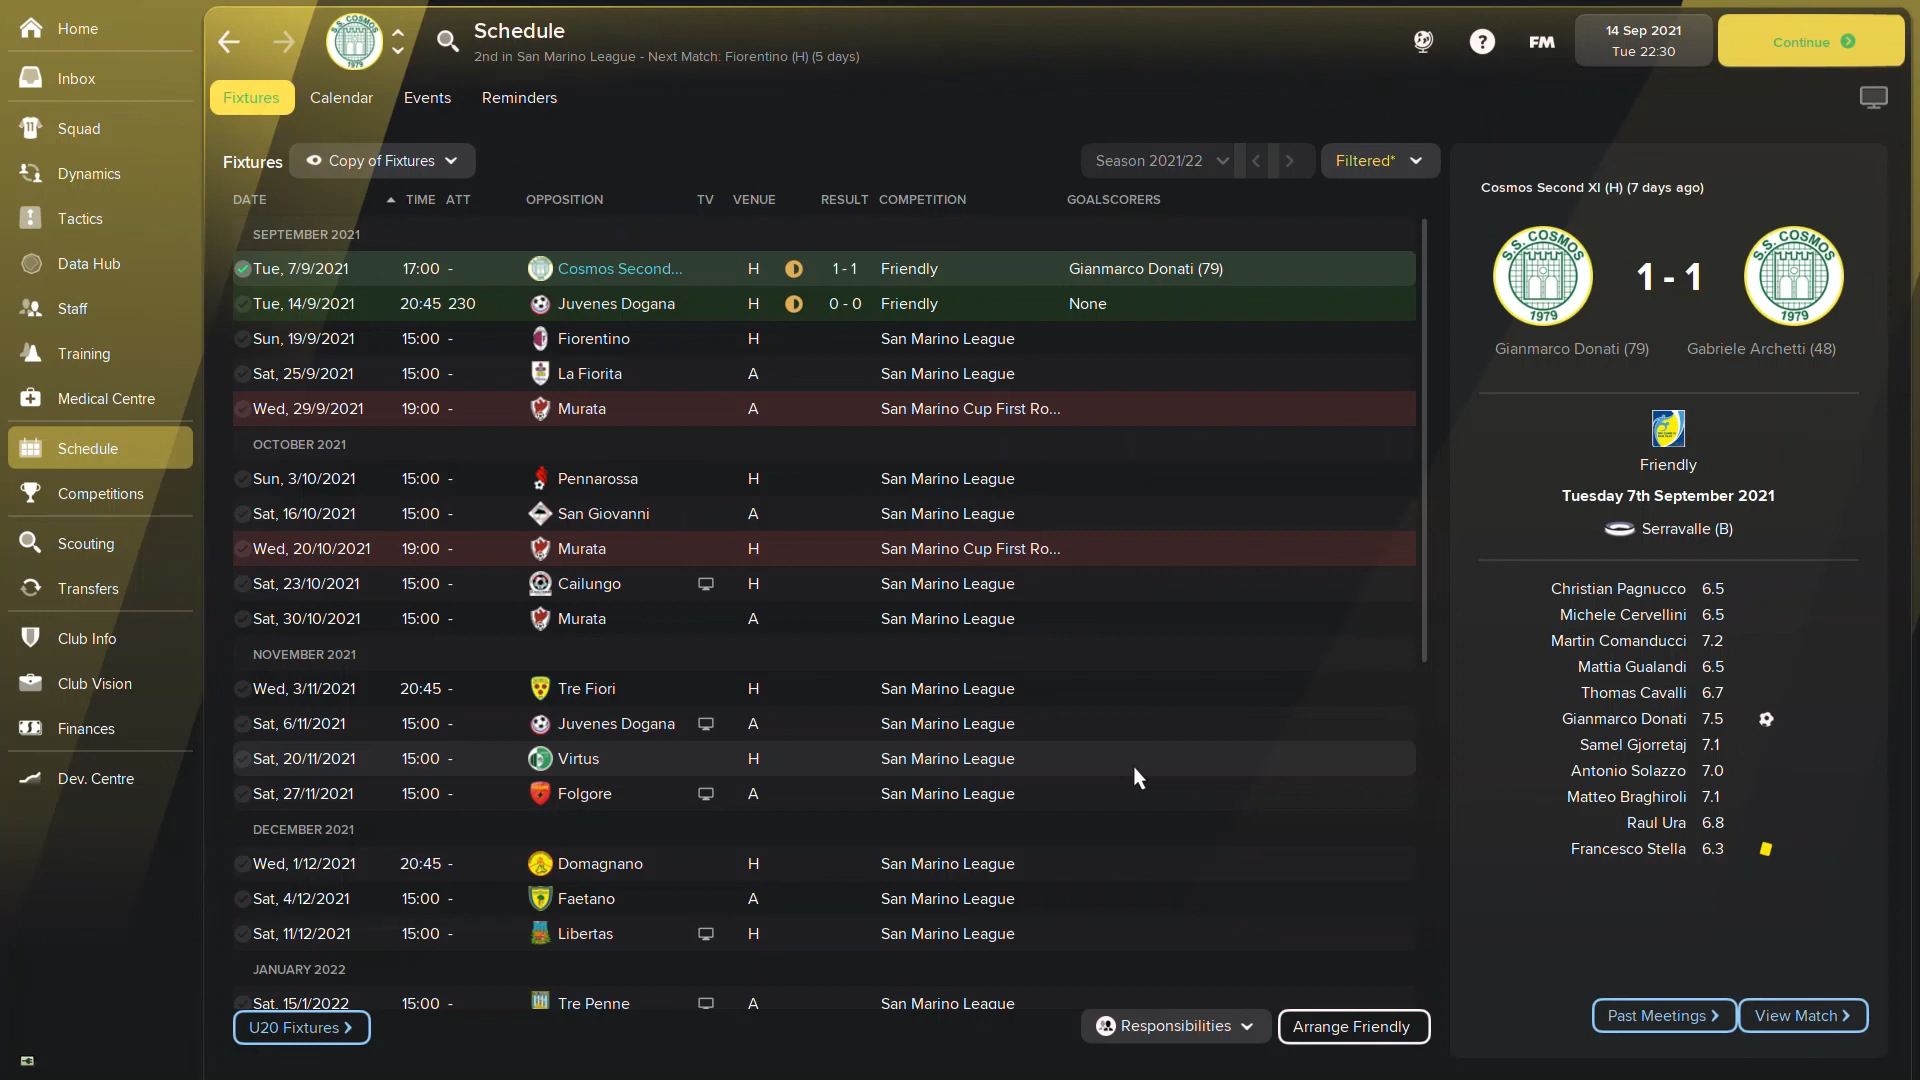 Home
Inbox
Squad
Dynamics
Tactics
Data Hub
Staff
Training
Medical Centre
Schedule
Competitions
Scouting
Transfers
Club Info
Club Vision
Finances
Dev. Centre
S.S. COSMOS
1979
Schedule
2nd in San Marino League - Next Match: Fiorentino (H) (5 days)
?
FM
14 Sep 2021
Tue 22:30
Continue
Fixtures
Calendar
Events
Reminders
Fixtures
Copy of Fixtures
Season 2021/22
Filtered*
DATE TIME ATT OPPOSITION TV VENUE RESULT COMPETITION GOALSCORERS
SEPTEMBER 2021
Tue, 7/9/2021 17:00 - Cosmos Second... H 1 - 1 Friendly Gianmarco Donati (79)
Tue, 14/9/2021 20:45 230 Juvenes Dogana H 0 - 0 Friendly None
Sun, 19/9/2021 15:00 - Fiorentino H San Marino League
Sat, 25/9/2021 15:00 - La Fiorita A San Marino League
Wed, 29/9/2021 19:00 - Murata A San Marino Cup First Ro...
OCTOBER 2021
Sun, 3/10/2021 15:00 - Pennarossa H San Marino League
Sat, 16/10/2021 15:00 - San Giovanni A San Marino League
Wed, 20/10/2021 19:00 - Murata H San Marino Cup First Ro...
Sat, 23/10/2021 15:00 - Cailungo H San Marino League
Sat, 30/10/2021 15:00 - Murata A San Marino League
NOVEMBER 2021
Wed, 3/11/2021 20:45 - Tre Fiori H San Marino League
Sat, 6/11/2021 15:00 - Juvenes Dogana A San Marino League
Sat, 20/11/2021 15:00 - Virtus H San Marino League
Sat, 27/11/2021 15:00 - Folgore A San Marino League
DECEMBER 2021
Wed, 1/12/2021 20:45 - Domagnano H San Marino League
Sat, 4/12/2021 15:00 - Faetano A San Marino League
Sat, 11/12/2021 15:00 - Libertas H San Marino League
JANUARY 2022
Sat, 15/1/2022 15:00 - Tre Penne A San Marino League
U20 Fixtures
Responsibilities
Arrange Friendly
Cosmos Second XI (H) (7 days ago)
S.S. COSMOS
1979
1 - 1
S.S. COSMOS
1979
Gianmarco Donati (79)
Gabriele Archetti (48)
Friendly
Tuesday 7th September 2021
Serravalle (B)
Christian Pagnucco 6.5
Michele Cervellini 6.5
Martin Comanducci 7.2
Mattia Gualandi 6.5
Thomas Cavalli 6.7
Gianmarco Donati 7.5
Samel Gjorretaj 7.1
Antonio Solazzo 7.0
Matteo Braghiroli 7.1
Raul Ura 6.8
Francesco Stella 6.3
Past Meetings
View Match